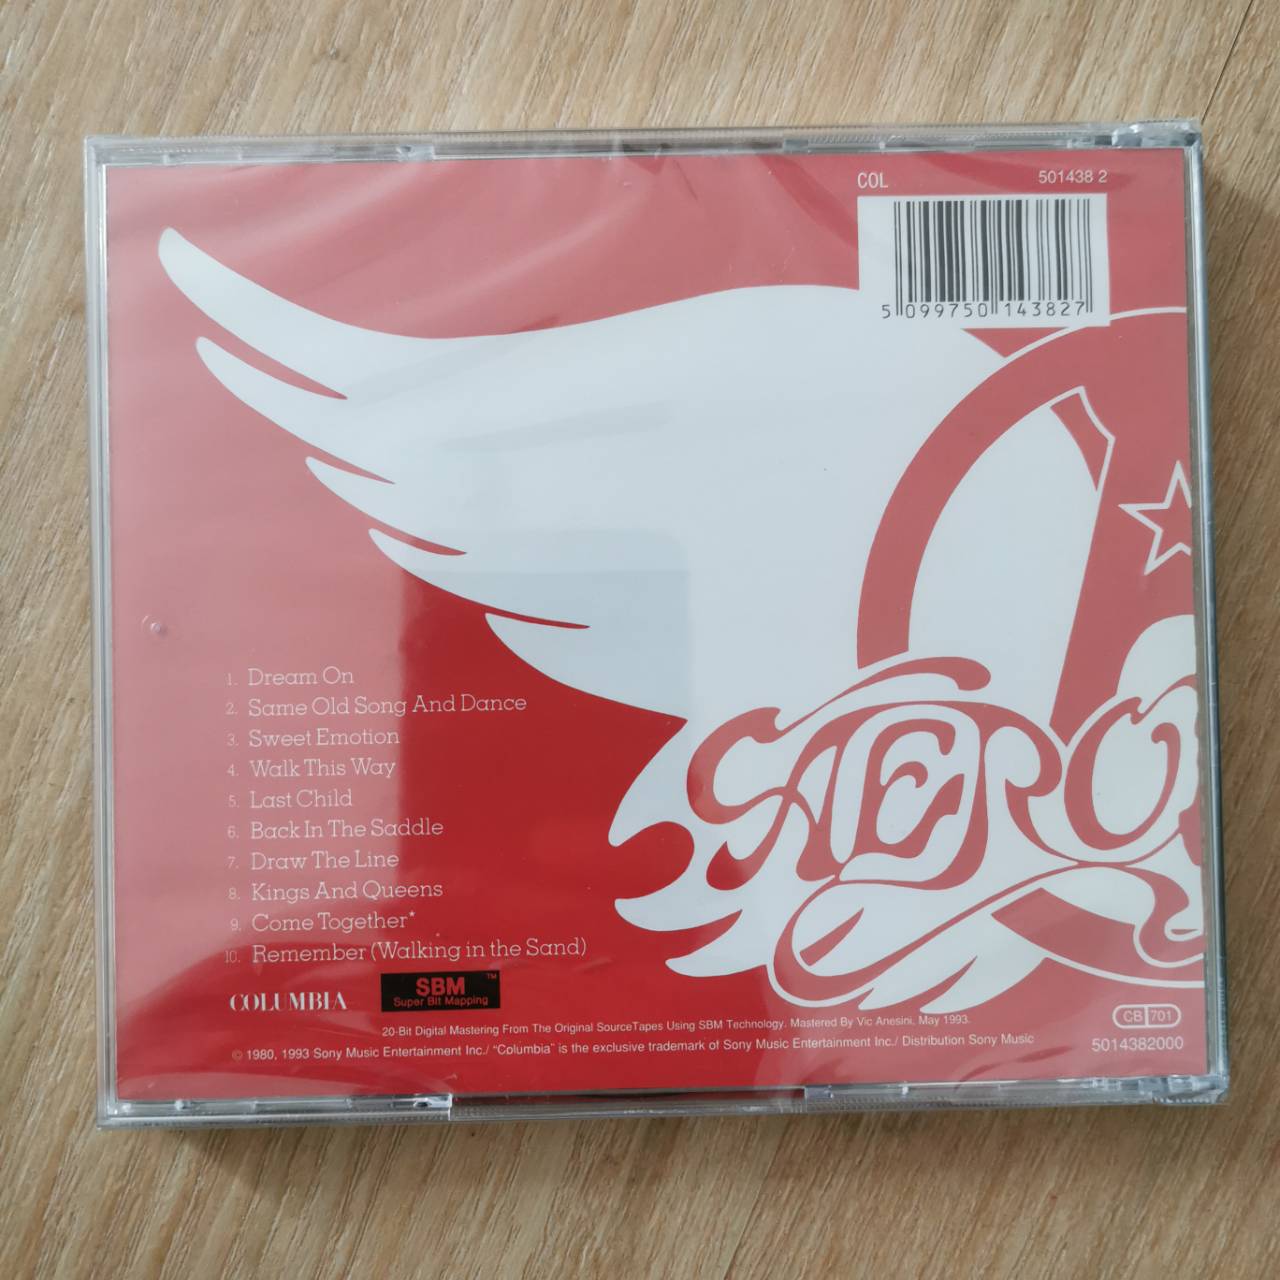 COL 501438 2
5 099750 143827
AERO
1. Dream On
2. Same Old Song And Dance
3. Sweet Emotion
4. Walk This Way
5. Last Child
6. Back In The Saddle
7. Draw The Line
8. Kings And Queens
9. Come Together*
10. Remember (Walking in the Sand)
COLUMBIA
SBM™
Super Bit Mapping
20-Bit Digital Mastering From The Original SourceTapes Using SBM Technology. Mastered By Vic Anesini, May 1993.
© 1980, 1993 Sony Music Entertainment Inc./ “Columbia” is the exclusive trademark of Sony Music Entertainment Inc./ Distribution Sony Music
CB 701
5014382000